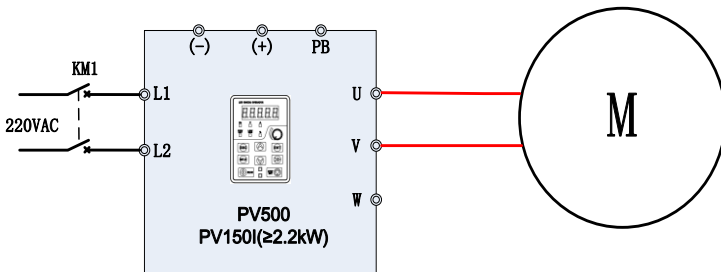 (-) (+) PB
KM1
L1
U
220VAC
L2
V
M
W
PV500
PV150I(≥2.2kW)